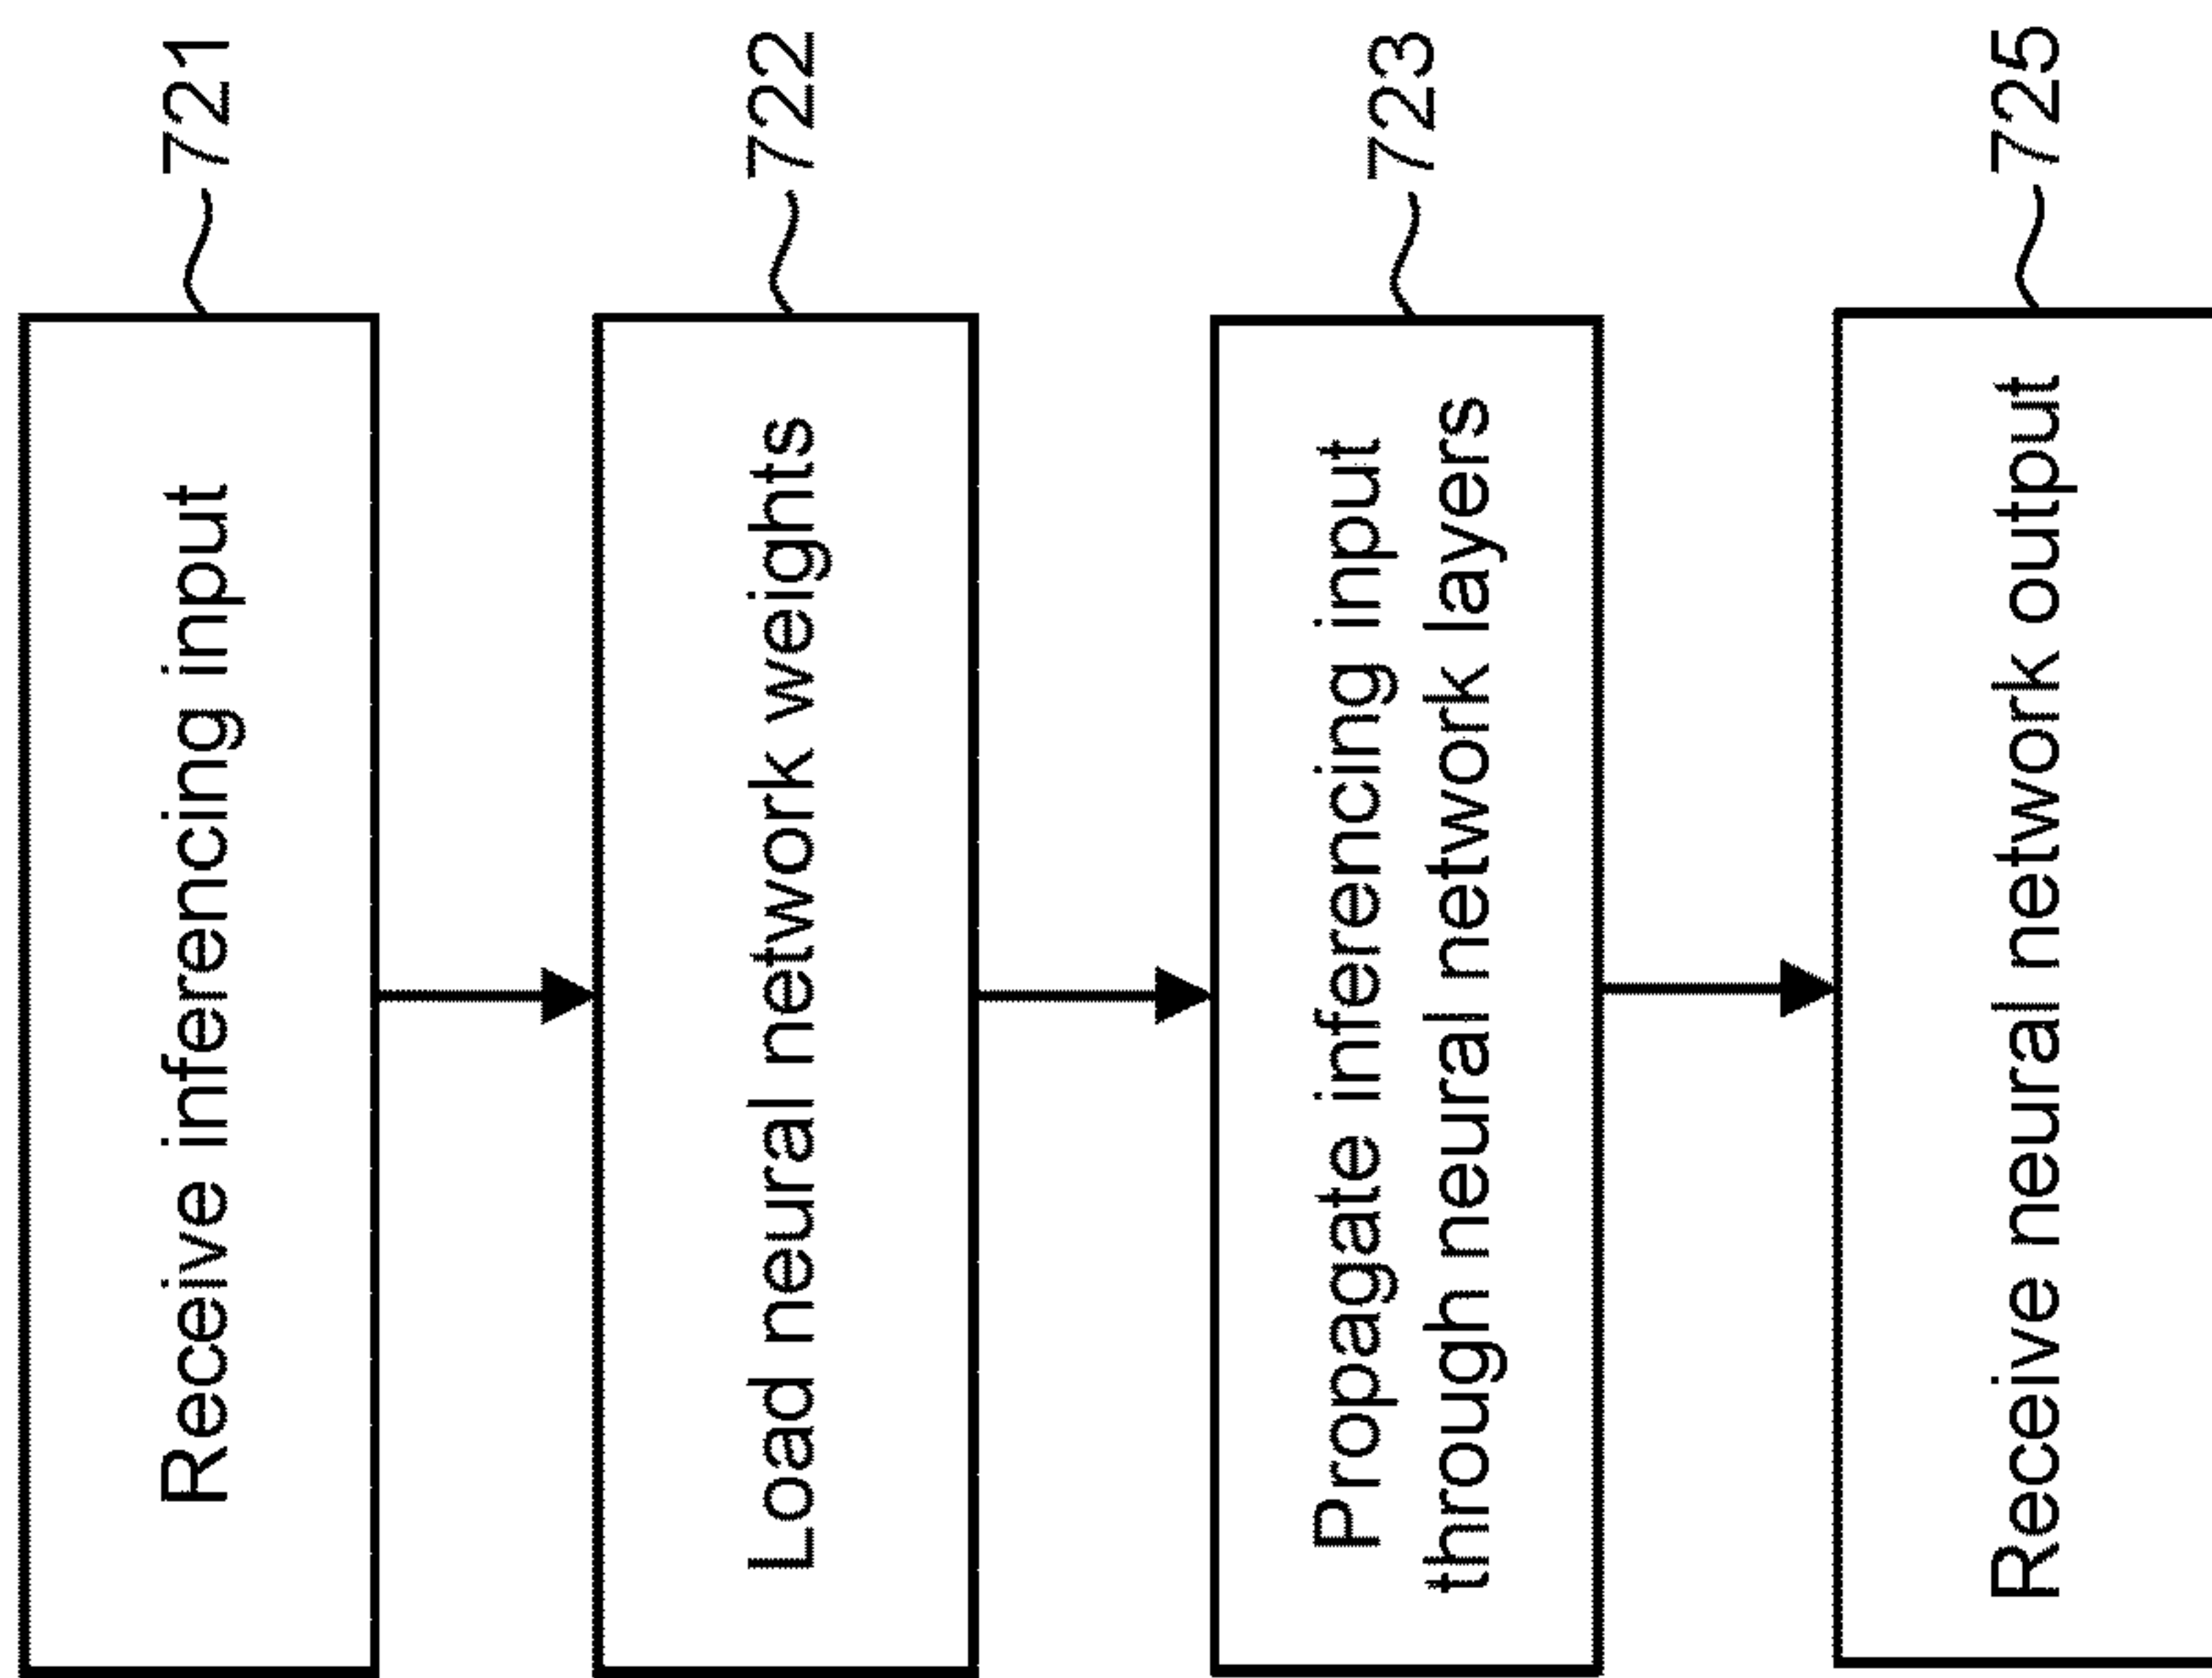 Receive inferencing input
721
Load neural network weights
722
Propagate inferencing input
through neural network layers
723
Receive neural network output
725